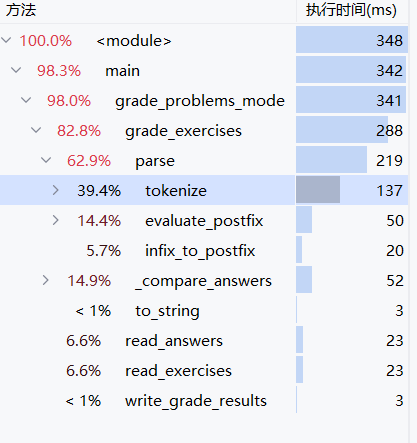 方法 执行时间(ms)
100.0% <module> 348
98.3% main 342
98.0% grade_problems_mode 341
82.8% grade_exercises 288
62.9% parse 219
39.4% tokenize 137
14.4% evaluate_postfix 50
5.7% infix_to_postfix 20
14.9% _compare_answers 52
< 1% to_string 3
6.6% read_answers 23
6.6% read_exercises 23
< 1% write_grade_results 3